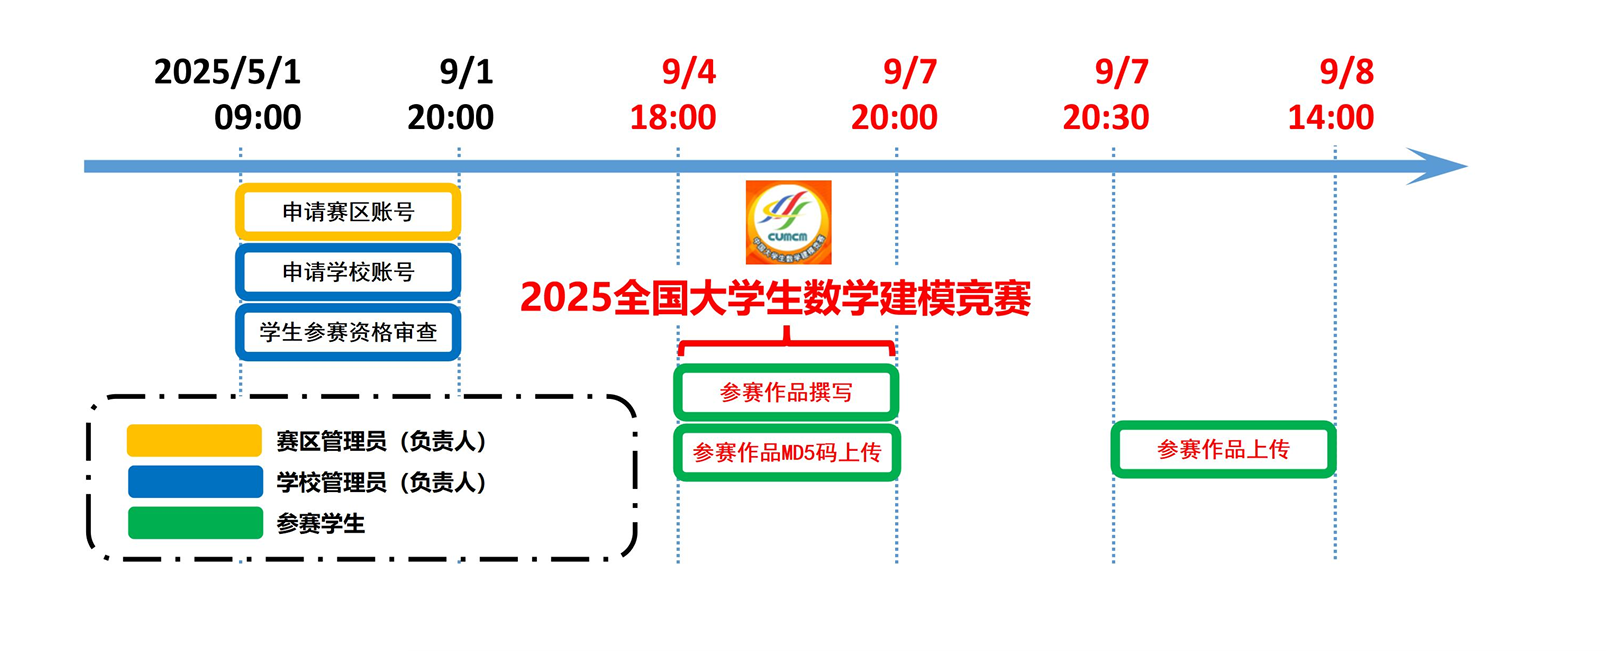 2025/5/1
09:00
9/1
20:00
9/4
18:00
9/7
20:00
9/7
20:30
9/8
14:00
申请赛区账号
申请学校账号
学生参赛资格审查
CUMCM
中国大学生数学建模竞赛
2025全国大学生数学建模竞赛
参赛作品撰写
参赛作品MD5码上传
参赛作品上传
赛区管理员（负责人）
学校管理员（负责人）
参赛学生